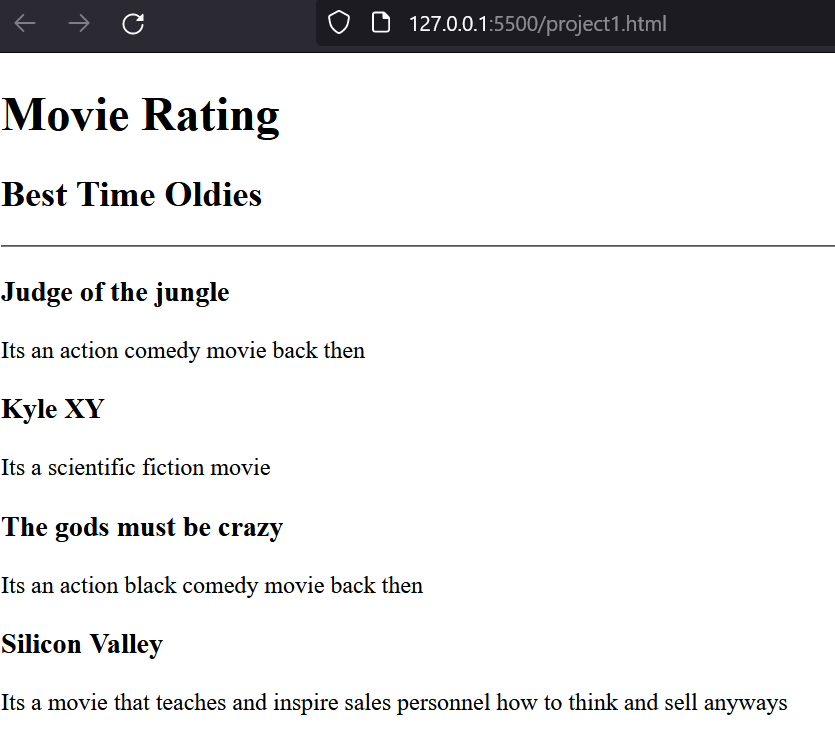 127.0.0.1:5500/project1.html
Movie Rating
Best Time Oldies
Judge of the jungle
Its an action comedy movie back then
Kyle XY
Its a scientific fiction movie
The gods must be crazy
Its an action black comedy movie back then
Silicon Valley
Its a movie that teaches and inspire sales personnel how to think and sell anyways